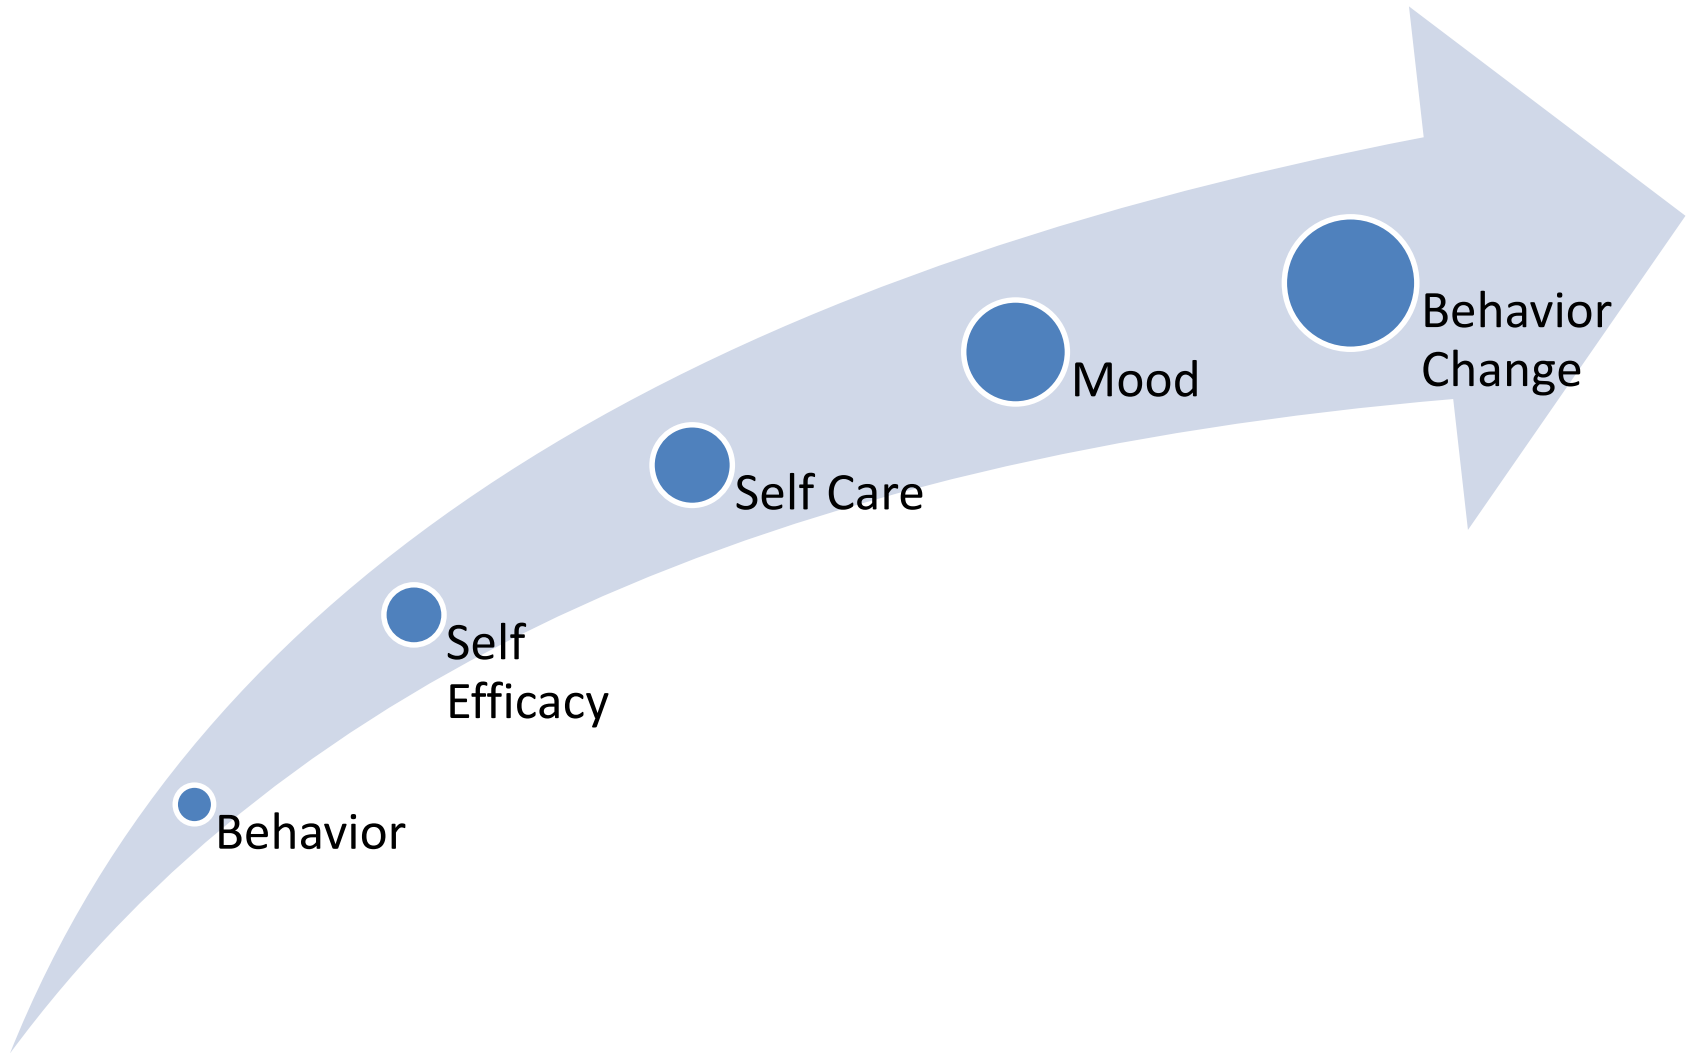 Behavior
Self
Efficacy
Self Care
Mood
Behavior
Change